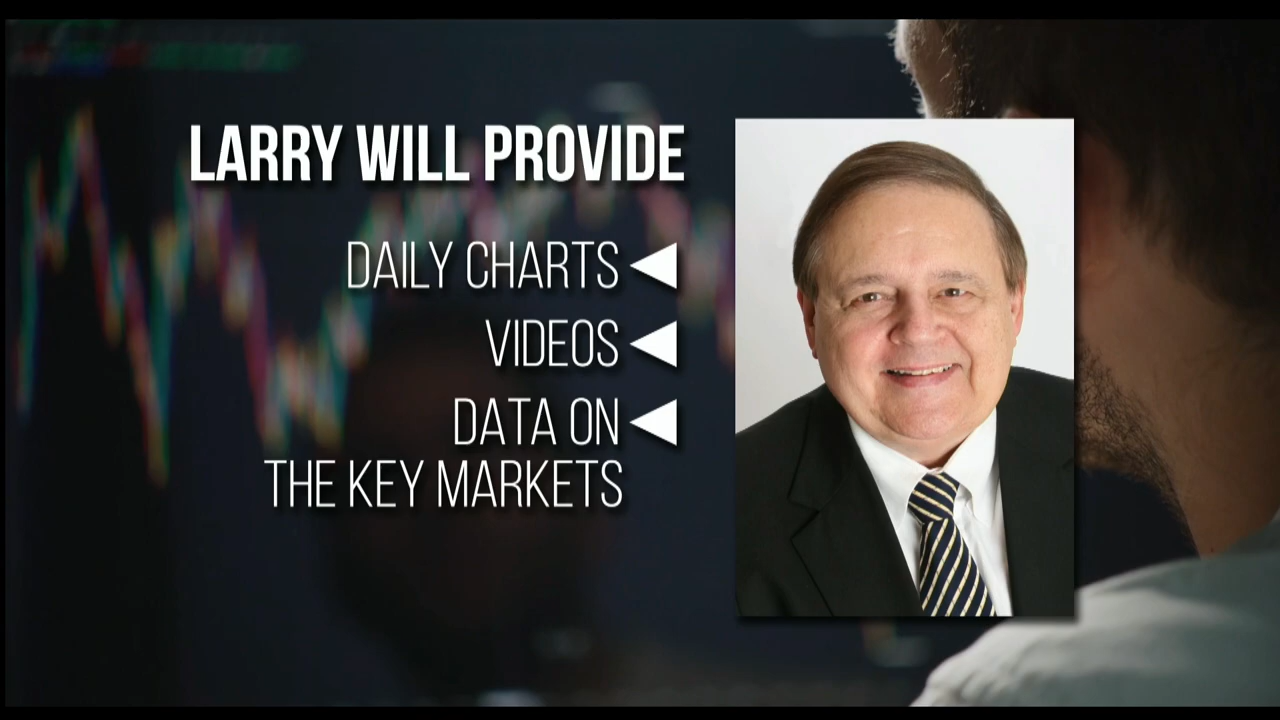 LARRY WILL PROVIDE
DAILY CHARTS
VIDEOS
DATA ON
THE KEY MARKETS